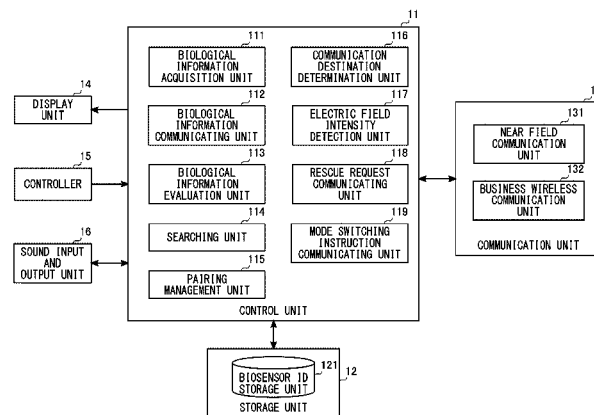 11
111
BIOLOGICAL
INFORMATION
ACQUISITION UNIT
112
BIOLOGICAL
INFORMATION
COMMUNICATING UNIT
113
BIOLOGICAL
INFORMATION
EVALUATION UNIT
114
SEARCHING UNIT
115
PAIRING
MANAGEMENT UNIT
116
COMMUNICATION
DESTINATION
DETERMINATION UNIT
117
ELECTRIC FIELD
INTENSITY
DETECTION UNIT
118
RESCUE REQUEST
COMMUNICATING
UNIT
119
MODE SWITCHING
INSTRUCTION
COMMUNICATING UNIT
CONTROL UNIT
14
DISPLAY
UNIT
15
CONTROLLER
16
SOUND INPUT
AND
OUTPUT UNIT
131
NEAR FIELD
COMMUNICATION
UNIT
132
BUSINESS WIRELESS
COMMUNICATION
UNIT
COMMUNICATION UNIT
12
121
BIOSENSOR ID
STORAGE UNIT
STORAGE UNIT